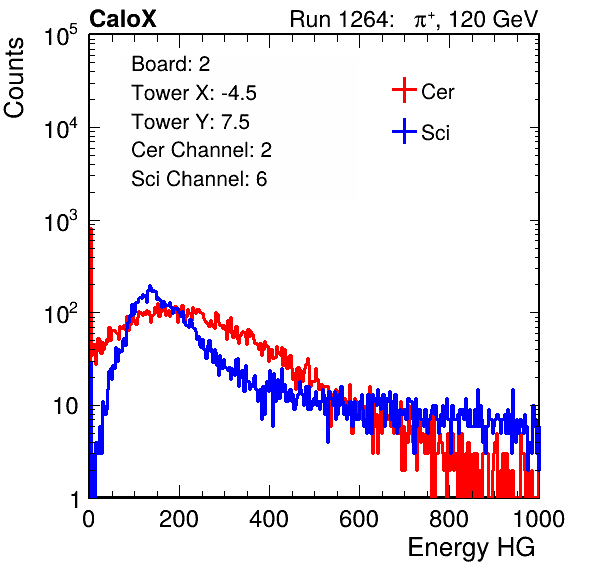 CaloX Run 1264: π⁺, 120 GeV
Counts
10⁵
10⁴
10³
10²
10
1
Board: 2
Tower X: -4.5
Tower Y: 7.5
Cer Channel: 2
Sci Channel: 6
Cer
Sci
0 200 400 600 800 1000
Energy HG